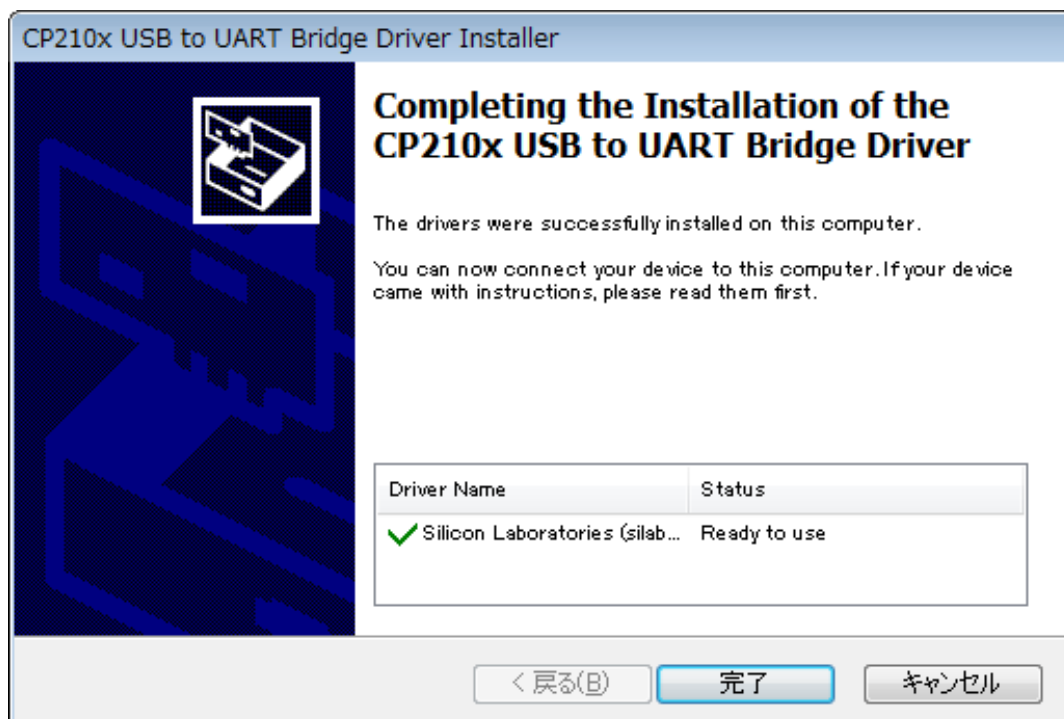 CP210x USB to UART Bridge Driver Installer
Completing the Installation of the
CP210x USB to UART Bridge Driver
The drivers were successfully installed on this computer.
You can now connect your device to this computer. If your device
came with instructions, please read them first.
Driver Name Status
Silicon Laboratories (silab... Ready to use
< 戻る(B) 完了 キャンセル